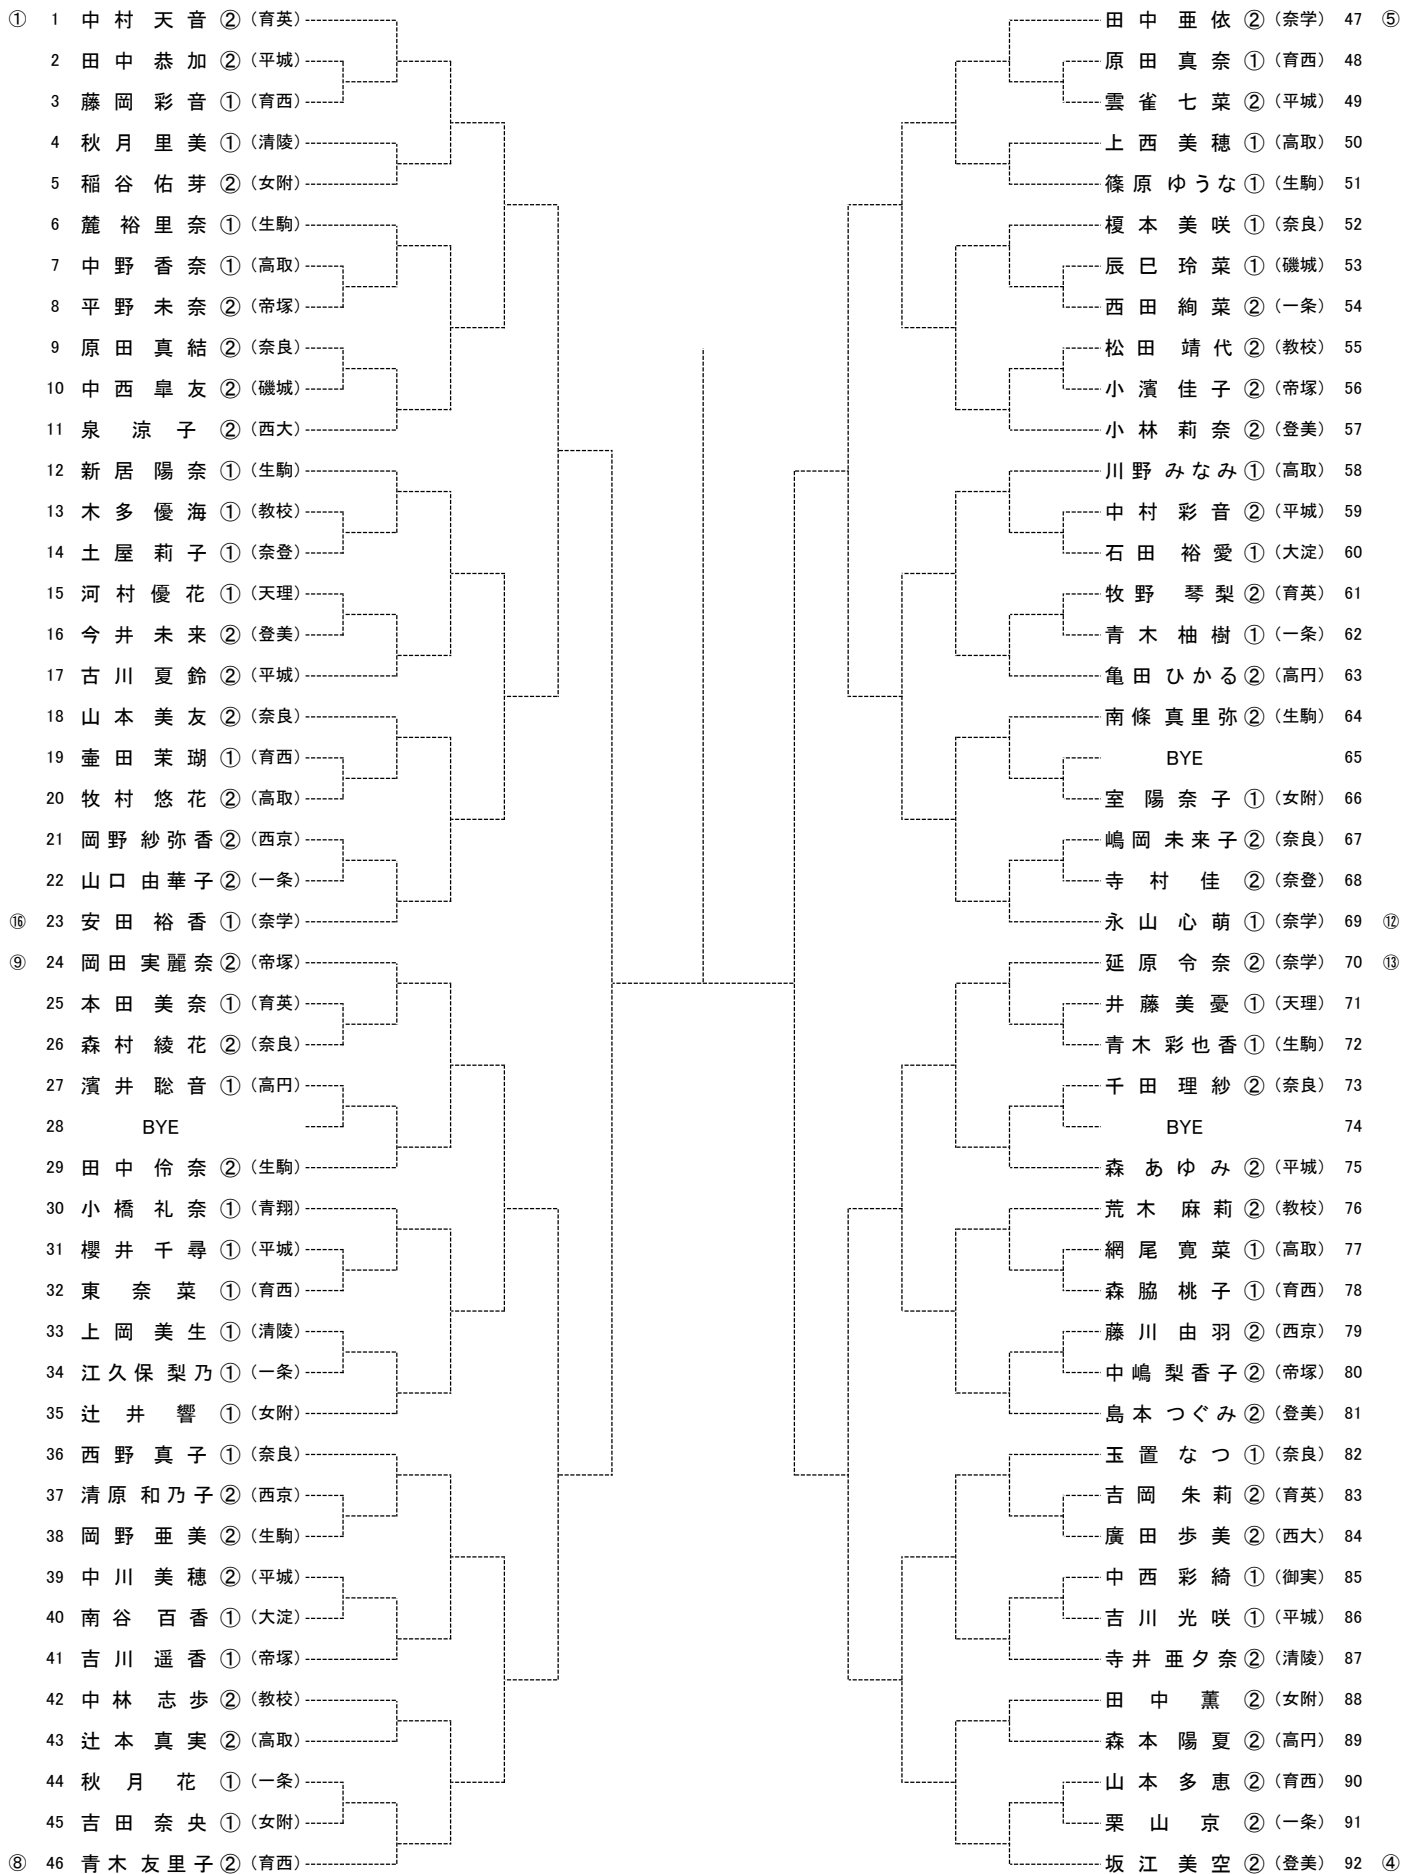 ① 1 中村 天音 ② (育英)
2 田中 恭加 ② (平城)
3 藤岡 彩音 ① (育西)
4 秋月 里美 ① (清陵)
5 稲谷 佑芽 ② (女附)
6 麓 裕里奈 ① (生駒)
7 中野 香奈 ① (高取)
8 平野 未奈 ② (帝塚)
9 原田 真結 ② (奈良)
10 中西 皐友 ② (磯城)
11 泉 涼子 ② (西大)
12 新居 陽奈 ① (生駒)
13 木多 優海 ① (教校)
14 土屋 莉子 ① (奈登)
15 河村 優花 ① (天理)
16 今井 未来 ② (登美)
17 古川 夏鈴 ② (平城)
18 山本 美友 ② (奈良)
19 壷田 茉瑚 ① (育西)
20 牧村 悠花 ② (高取)
21 岡野 紗弥香 ② (西京)
22 山口 由華子 ② (一条)
⑯ 23 安田 裕香 ① (奈学)
⑨ 24 岡田 実麗奈 ② (帝塚)
25 本田 美奈 ① (育英)
26 森村 綾花 ② (奈良)
27 濱井 聡音 ① (高円)
28 BYE
29 田中 伶奈 ② (生駒)
30 小橋 礼奈 ① (青翔)
31 櫻井 千尋 ① (平城)
32 東 奈菜 ① (育西)
33 上岡 美生 ① (清陵)
34 江久保 梨乃 ① (一条)
35 辻井 響 ① (女附)
36 西野 真子 ① (奈良)
37 清原 和乃子 ② (西京)
38 岡野 亜美 ② (生駒)
39 中川 美穂 ② (平城)
40 南谷 百香 ① (大淀)
41 吉川 遥香 ① (帝塚)
42 中林 志歩 ② (教校)
43 辻本 真実 ② (高取)
44 秋月 花 ① (一条)
45 吉田 奈央 ① (女附)
⑧ 46 青木 友里子 ② (育西)
田中 亜依 ② (奈学) 47 ⑤
原田 真奈 ① (育西) 48
雲雀 七菜 ② (平城) 49
上西 美穂 ① (高取) 50
篠原 ゆうな ① (生駒) 51
榎本 美咲 ① (奈良) 52
辰巳 玲菜 ① (磯城) 53
西田 絢菜 ② (一条) 54
松田 靖代 ② (教校) 55
小濱 佳子 ② (帝塚) 56
小林 莉奈 ② (登美) 57
川野 みなみ ① (高取) 58
中村 彩音 ② (平城) 59
石田 裕愛 ① (大淀) 60
牧野 琴梨 ② (育英) 61
青木 柚樹 ① (一条) 62
亀田 ひかる ② (高円) 63
南條 真里弥 ② (生駒) 64
BYE 65
室 陽奈子 ① (女附) 66
嶋岡 未来子 ② (奈良) 67
寺村 佳 ② (奈登) 68
永山 心萌 ① (奈学) 69 ⑫
延原 令奈 ② (奈学) 70 ⑬
井藤 美憂 ① (天理) 71
青木 彩也香 ① (生駒) 72
千田 理紗 ② (奈良) 73
BYE 74
森 あゆみ ② (平城) 75
荒木 麻莉 ② (教校) 76
網尾 寛菜 ① (高取) 77
森脇 桃子 ① (育西) 78
藤川 由羽 ② (西京) 79
中嶋 梨香子 ② (帝塚) 80
島本 つぐみ ② (登美) 81
玉置 なつ ① (奈良) 82
吉岡 朱莉 ② (育英) 83
廣田 歩美 ② (西大) 84
中西 彩綺 ① (御実) 85
吉川 光咲 ① (平城) 86
寺井 亜夕奈 ② (清陵) 87
田中 薫 ② (女附) 88
森本 陽夏 ② (高円) 89
山本 多恵 ② (育西) 90
栗山 京 ② (一条) 91
坂江 美空 ② (登美) 92 ④